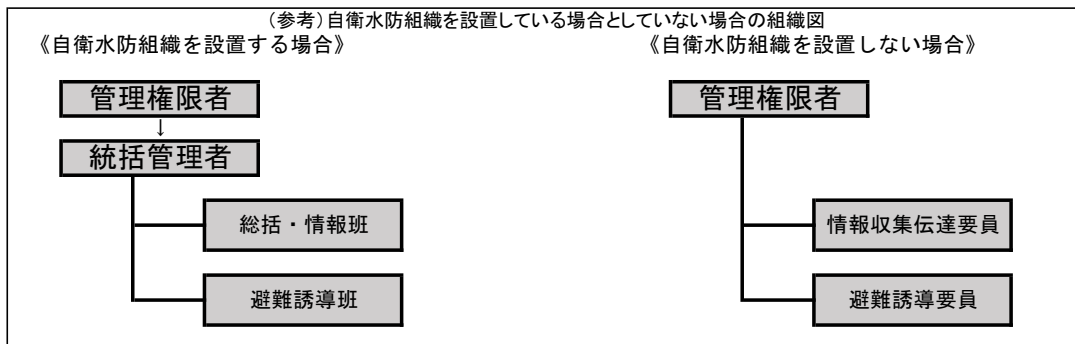 (参考)自衛水防組織を設置している場合としていない場合の組織図
《自衛水防組織を設置する場合》
管理権限者
↓
統括管理者
総括・情報班
避難誘導班
《自衛水防組織を設置しない場合》
管理権限者
情報収集伝達要員
避難誘導要員